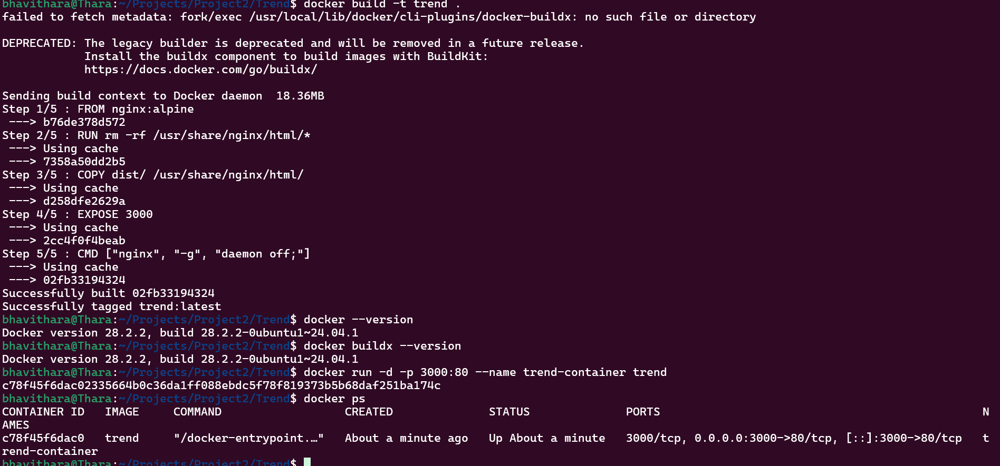 bhavithara@Thara:~/Projects/Project2/Trend$ docker build -t trend .
failed to fetch metadata: fork/exec /usr/local/lib/docker/cli-plugins/docker-buildx: no such file or directory
DEPRECATED: The legacy builder is deprecated and will be removed in a future release.
Install the buildx component to build images with BuildKit:
https://docs.docker.com/go/buildx/
Sending build context to Docker daemon  18.36MB
Step 1/5 : FROM nginx:alpine
---> b76de378d572
Step 2/5 : RUN rm -rf /usr/share/nginx/html/*
---> Using cache
---> 7358a50dd2b5
Step 3/5 : COPY dist/ /usr/share/nginx/html/
---> Using cache
---> d258dfe2629a
Step 4/5 : EXPOSE 3000
---> Using cache
---> 2cc4f0f4beab
Step 5/5 : CMD ["nginx", "-g", "daemon off;"]
---> Using cache
---> 02fb33194324
Successfully built 02fb33194324
Successfully tagged trend:latest
bhavithara@Thara:~/Projects/Project2/Trend$ docker --version
Docker version 28.2.2, build 28.2.2-0ubuntu1~24.04.1
bhavithara@Thara:~/Projects/Project2/Trend$ docker buildx --version
Docker version 28.2.2, build 28.2.2-0ubuntu1~24.04.1
bhavithara@Thara:~/Projects/Project2/Trend$ docker run -d -p 3000:80 --name trend-container trend
c78f45f6dac02335664b0c36da1ff088ebdc5f78f819373b5b68daf251ba174c
bhavithara@Thara:~/Projects/Project2/Trend$ docker ps
CONTAINER ID   IMAGE     COMMAND                  CREATED              STATUS              PORTS                                               N
AMES
c78f45f6dac0   trend     "/docker-entrypoint.…"   About a minute ago   Up About a minute   3000/tcp, 0.0.0.0:3000->80/tcp, [::]:3000->80/tcp   t
rend-container
bhavithara@Thara:~/Projects/Project2/Trend$